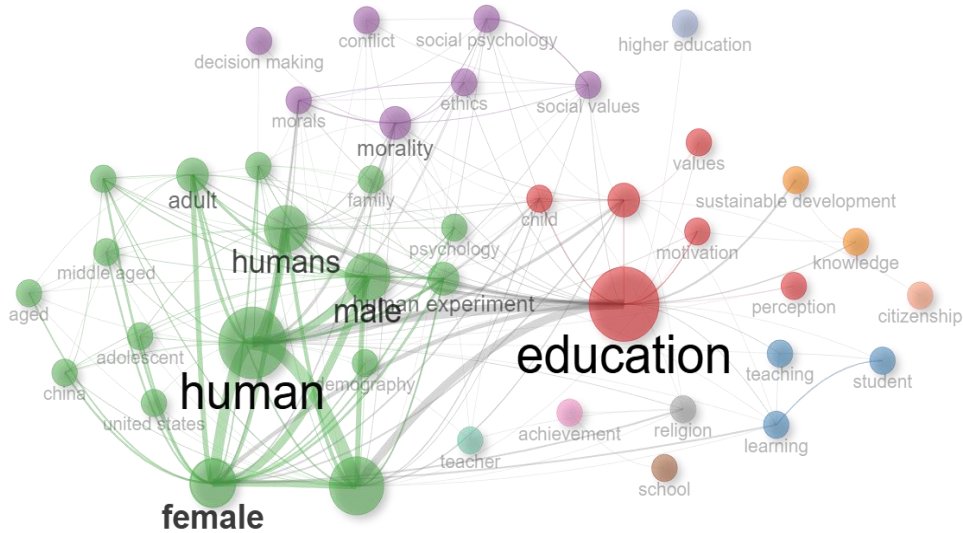 conflict
social psychology
higher education
decision making
ethics
social values
morals
morality
values
adult
family
child
sustainable development
psychology
motivation
humans
middle aged
knowledge
human experiment
male
perception
aged
citizenship
adolescent
education
teaching
student
china
human
demography
united states
achievement
religion
learning
teacher
school
female